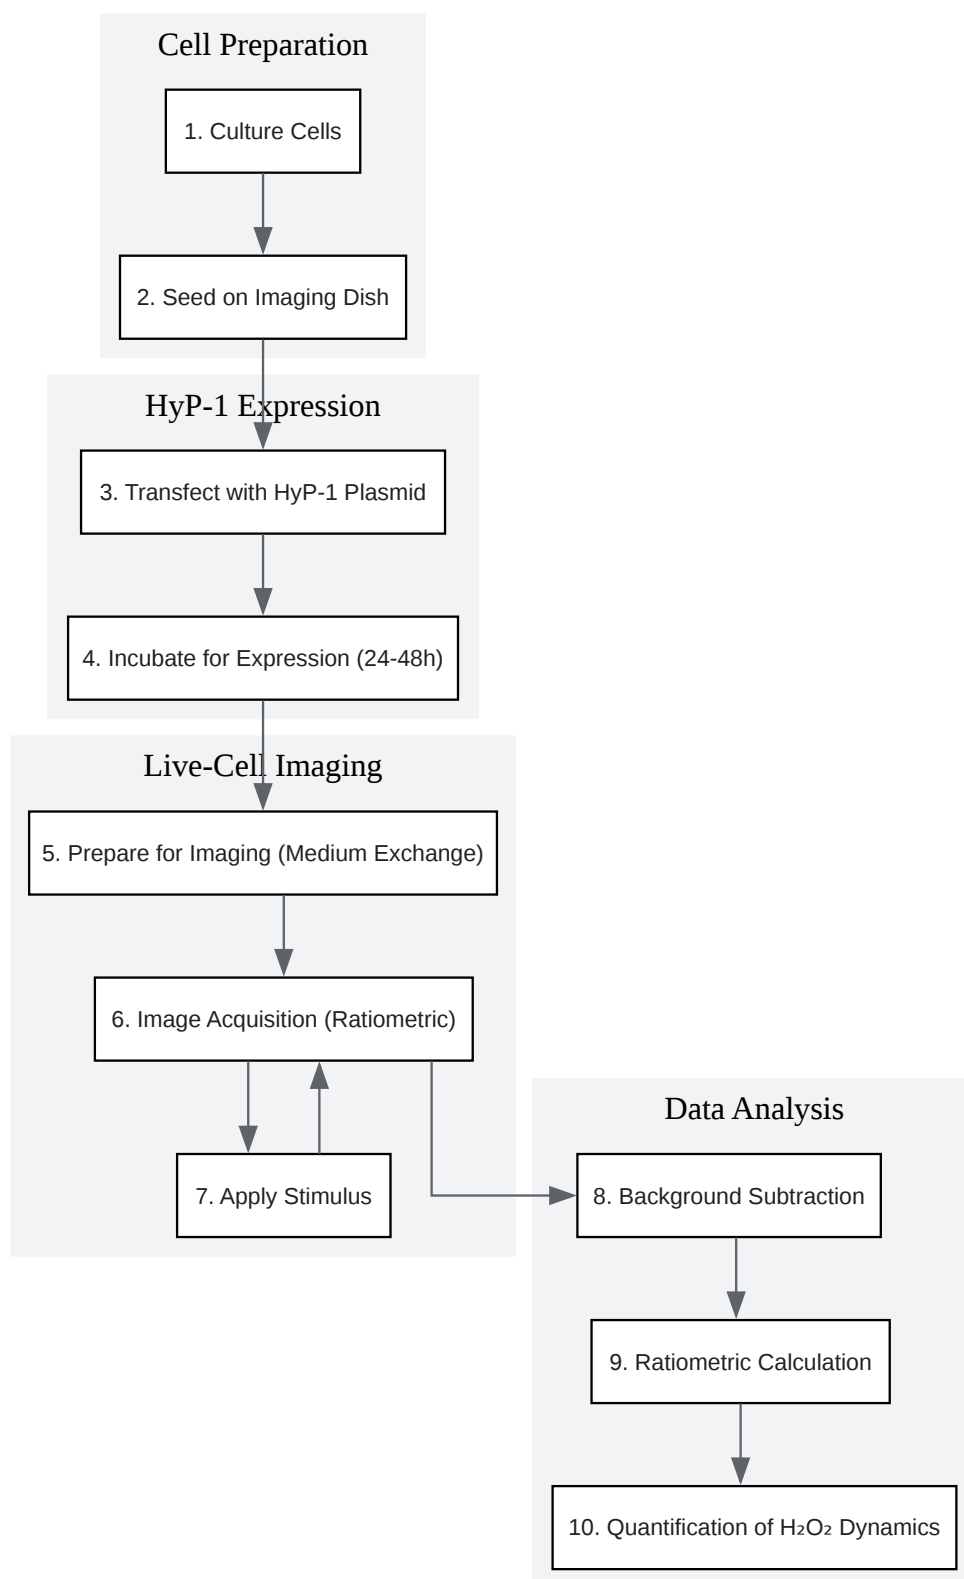 Cell Preparation
1. Culture Cells
2. Seed on Imaging Dish
HyP-1 Expression
3. Transfect with HyP-1 Plasmid
4. Incubate for Expression (24-48h)
Live-Cell Imaging
5. Prepare for Imaging (Medium Exchange)
6. Image Acquisition (Ratiometric)
7. Apply Stimulus
Data Analysis
8. Background Subtraction
9. Ratiometric Calculation
10. Quantification of H₂O₂ Dynamics